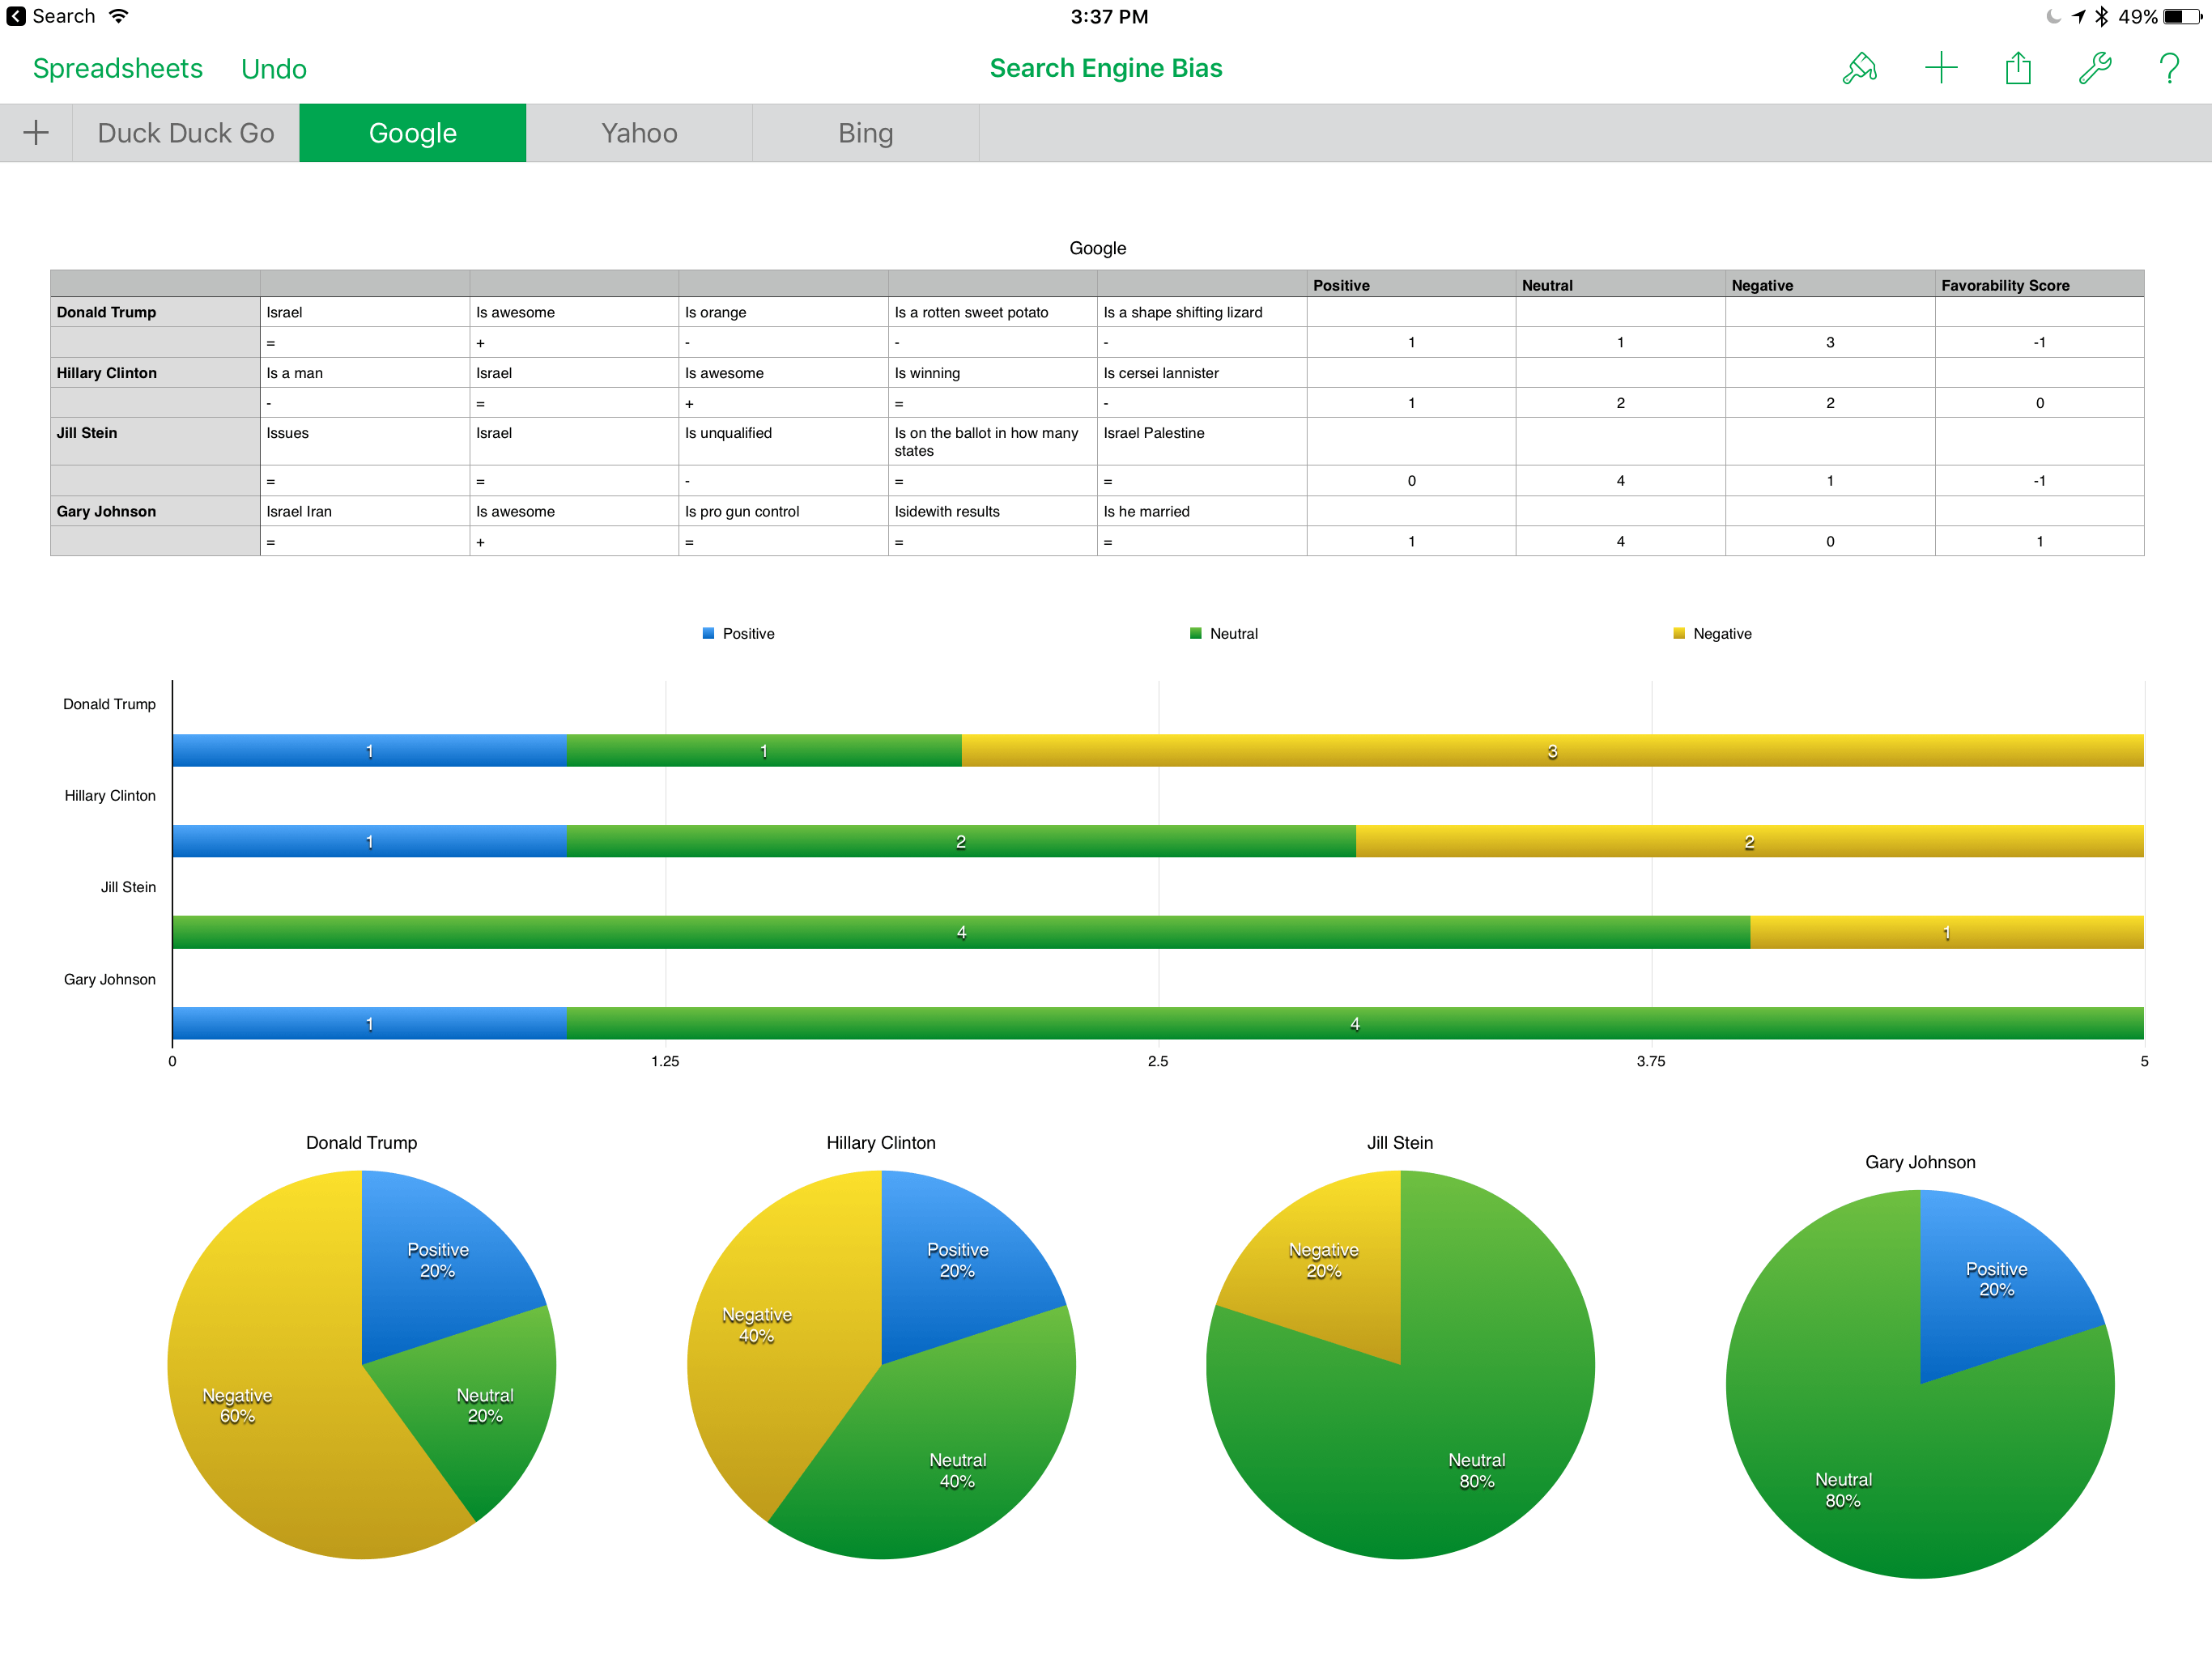 Search
3:37 PM
49%
Spreadsheets Undo
Search Engine Bias
?
+ Duck Duck Go Google Yahoo Bing
Google
Positive Neutral Negative Favorability Score
Donald Trump Israel Is awesome Is orange Is a rotten sweet potato Is a shape shifting lizard
= + - - - 1 1 3 -1
Hillary Clinton Is a man Israel Is awesome Is winning Is cersei lannister
- = + = - 1 2 2 0
Jill Stein Issues Israel Is unqualified Is on the ballot in how many states Israel Palestine
= = - = = 0 4 1 -1
Gary Johnson Israel Iran Is awesome Is pro gun control Isidewith results Is he married
= + = = = 1 4 0 1
Positive Neutral Negative
Donald Trump
1 1 3
Hillary Clinton
1 2 2
Jill Stein
4 1
Gary Johnson
1 4
0 1.25 2.5 3.75 5
Donald Trump
Positive
20%
Neutral
20%
Negative
60%
Hillary Clinton
Positive
20%
Negative
40%
Neutral
40%
Jill Stein
Negative
20%
Neutral
80%
Gary Johnson
Positive
20%
Neutral
80%